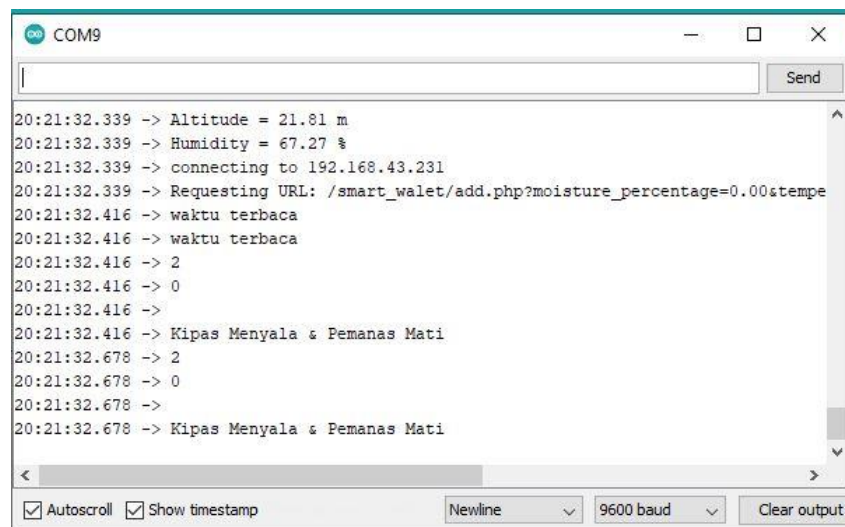 COM9
Send
20:21:32.339 -> Altitude = 21.81 m
20:21:32.339 -> Humidity = 67.27 %
20:21:32.339 -> connecting to 192.168.43.231
20:21:32.339 -> Requesting URL: /smart_walet/add.php?moisture_percentage=0.00&tempe
20:21:32.416 -> waktu terbaca
20:21:32.416 -> waktu terbaca
20:21:32.416 -> 2
20:21:32.416 -> 0
20:21:32.416 ->
20:21:32.416 -> Kipas Menyala & Pemanas Mati
20:21:32.678 -> 2
20:21:32.678 -> 0
20:21:32.678 ->
20:21:32.678 -> Kipas Menyala & Pemanas Mati
Autoscroll Show timestamp Newline 9600 baud Clear output